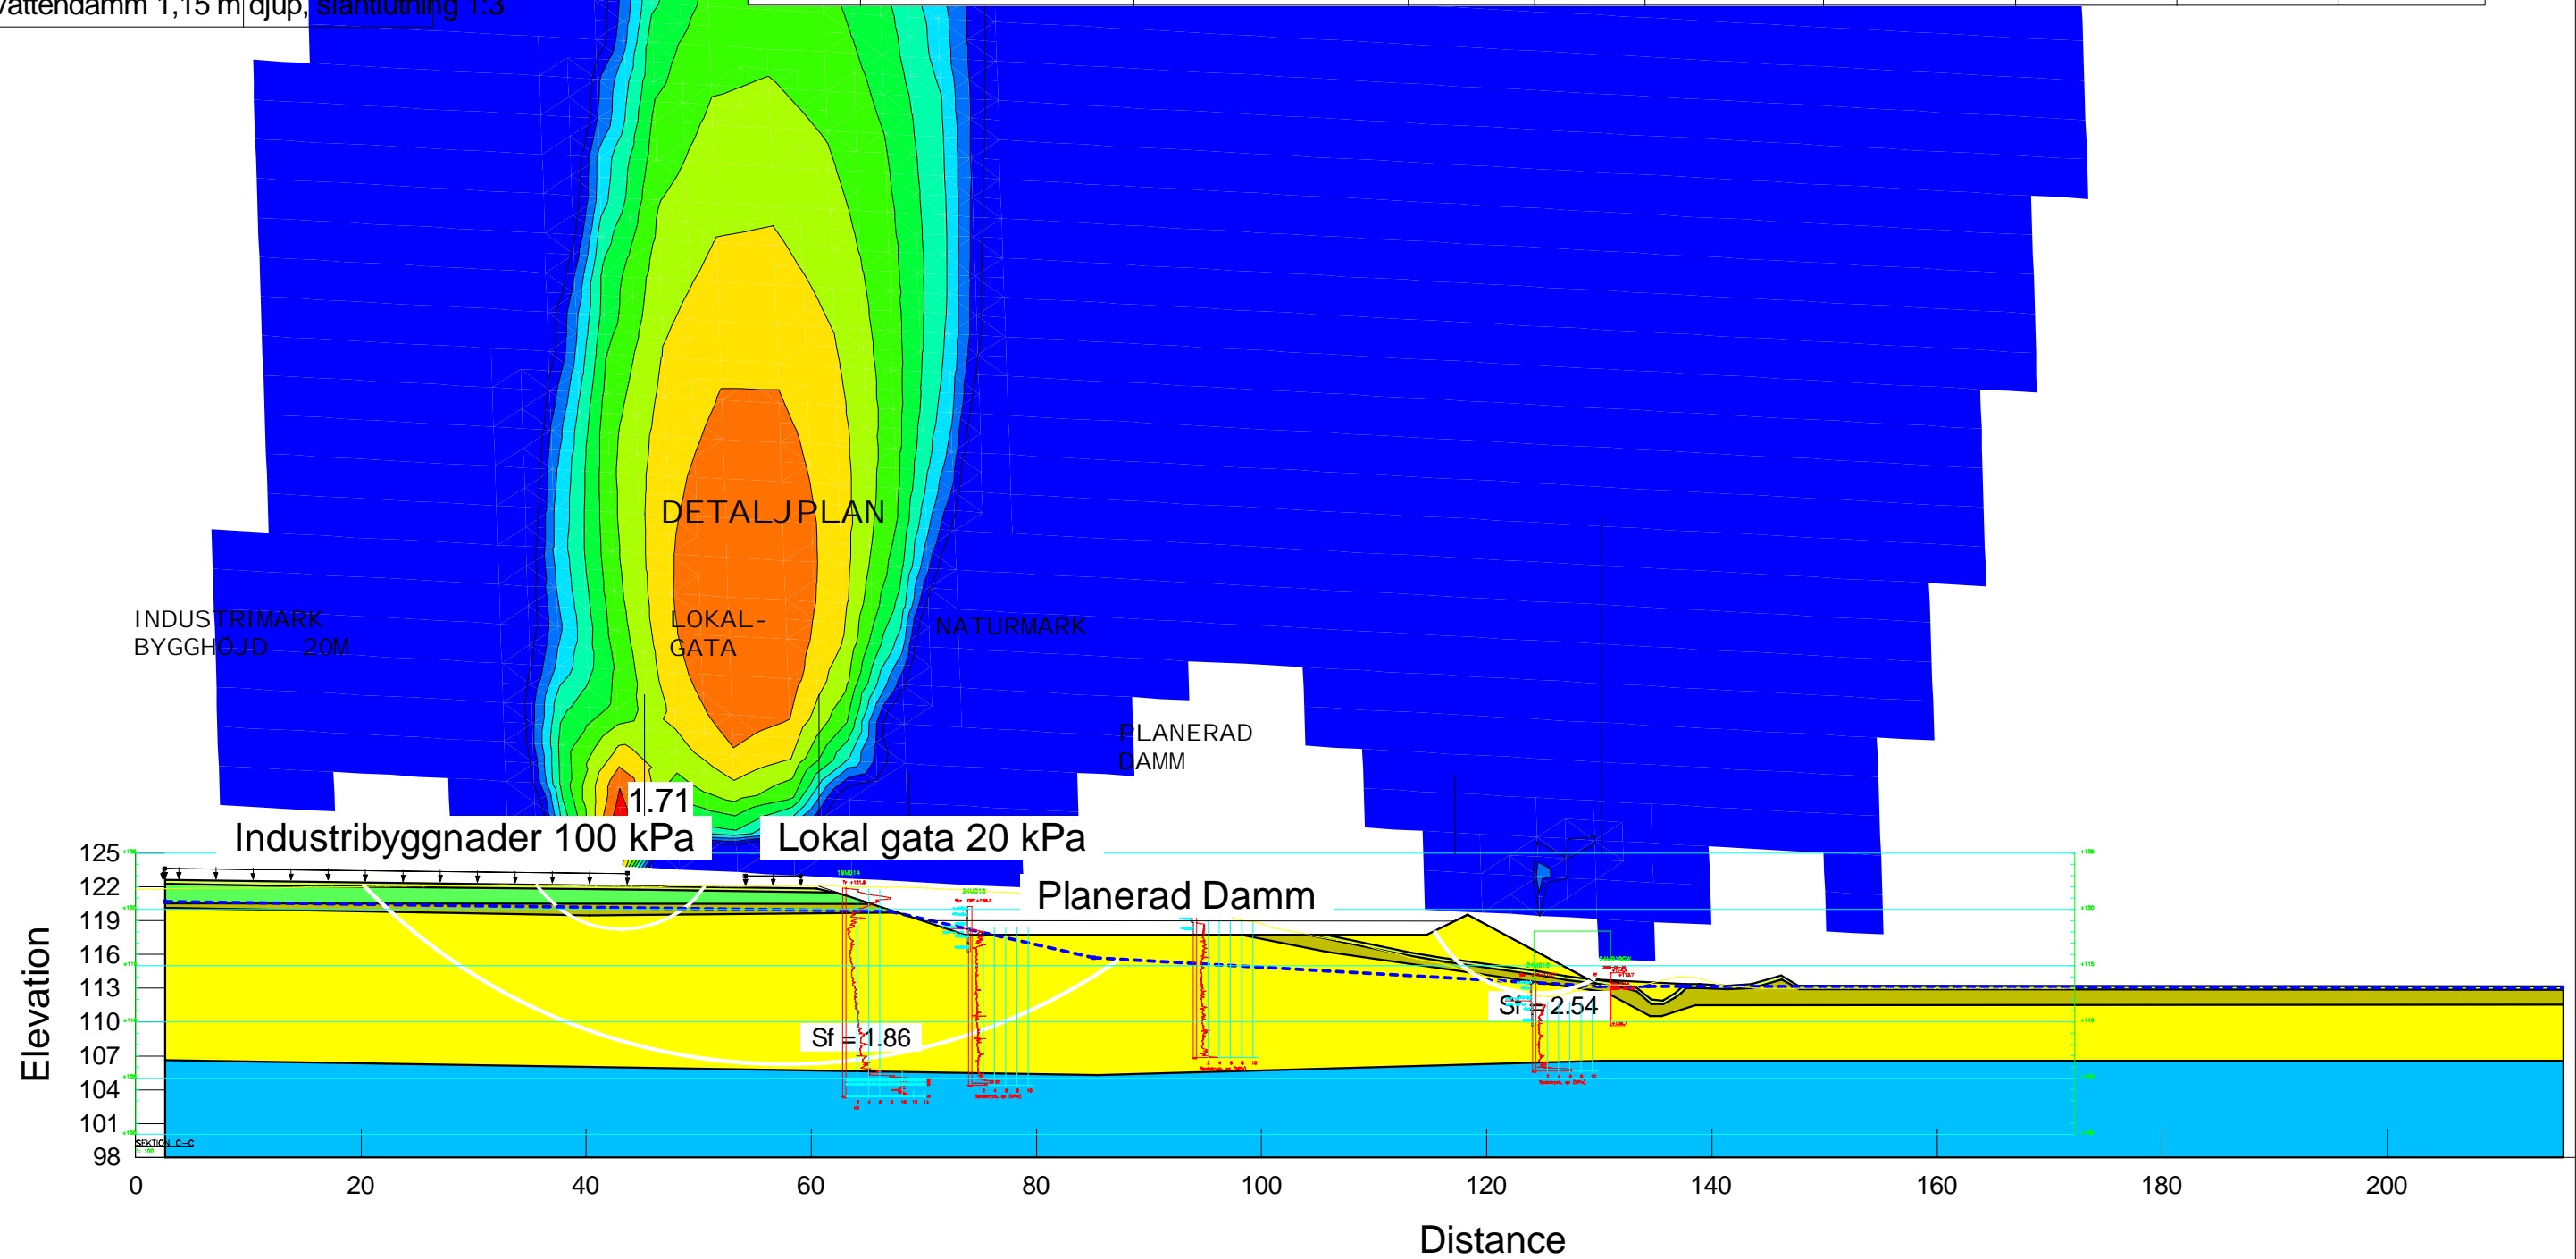 vattendamm 1,15 m djup, släntlutning 1:3
DETALJPLAN
INDUSTRIMARK
BYGGHÖJD 20M
LOKAL-
GATA
NATURMARK
PLANERAD
DAMM
1.71
Industribyggnader 100 kPa
Lokal gata 20 kPa
Planerad Damm
Sf = 1.86
Sf = 2.54
Elevation
125
122
119
116
113
110
107
104
101
98
SEKTION C-C
0 20 40 60 80 100 120 140 160 180 200
Distance